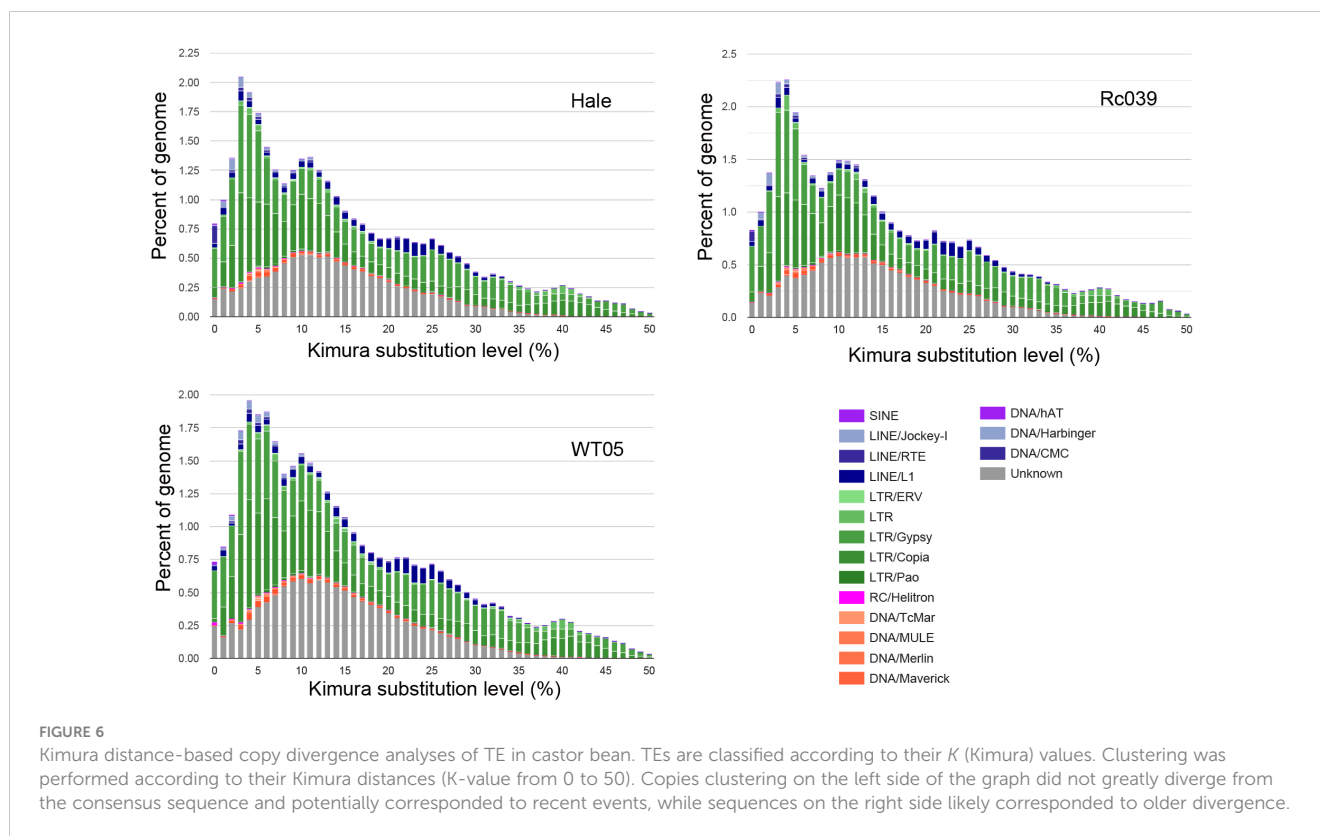 Hale
Percent of genome
2.25
2.00
1.75
1.50
1.25
1.00
0.75
0.50
0.25
0.00
0 5 10 15 20 25 30 35 40 45 50
Kimura substitution level (%)
Rc039
Percent of genome
2.5
2.0
1.5
1.0
0.5
0.0
0 5 10 15 20 25 30 35 40 45 50
Kimura substitution level (%)
WT05
Percent of genome
2.00
1.75
1.50
1.25
1.00
0.75
0.50
0.25
0.00
0 5 10 15 20 25 30 35 40 45 50
Kimura substitution level (%)
SINE
LINE/Jockey-I
LINE/RTE
LINE/L1
LTR/ERV
LTR
LTR/Gypsy
LTR/Copia
LTR/Pao
RC/Helitron
DNA/TcMar
DNA/MULE
DNA/Merlin
DNA/Maverick
DNA/hAT
DNA/Harbinger
DNA/CMC
Unknown
FIGURE 6
Kimura distance-based copy divergence analyses of TE in castor bean. TEs are classified according to their K (Kimura) values. Clustering was
performed according to their Kimura distances (K-value from 0 to 50). Copies clustering on the left side of the graph did not greatly diverge from
the consensus sequence and potentially corresponded to recent events, while sequences on the right side likely corresponded to older divergence.